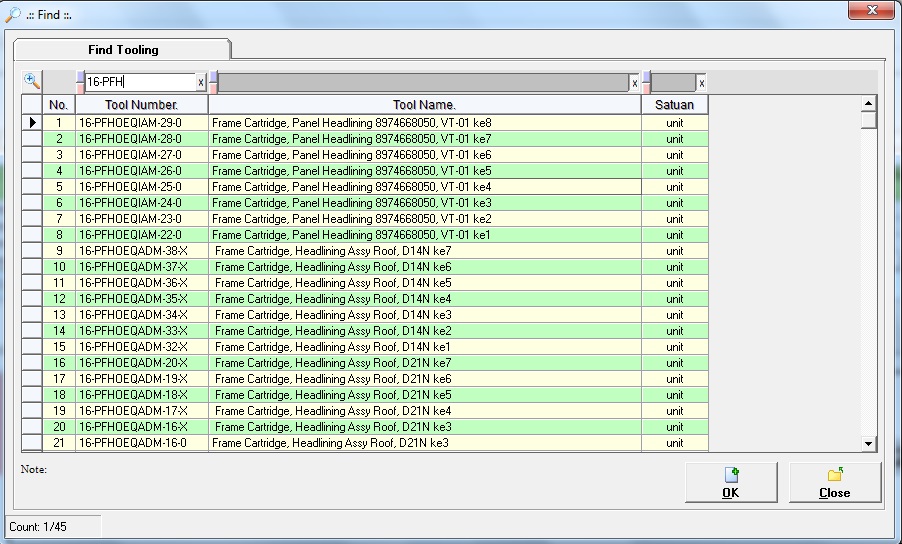 .:: Find ::.
x
Find Tooling
16-PFH x x x
No. Tool Number. Tool Name. Satuan
1 16-PFHOEQIAM-29-0 Frame Cartridge, Panel Headlining 8974668050, VT-01 ke8 unit
2 16-PFHOEQIAM-28-0 Frame Cartridge, Panel Headlining 8974668050, VT-01 ke7 unit
3 16-PFHOEQIAM-27-0 Frame Cartridge, Panel Headlining 8974668050, VT-01 ke6 unit
4 16-PFHOEQIAM-26-0 Frame Cartridge, Panel Headlining 8974668050, VT-01 ke5 unit
5 16-PFHOEQIAM-25-0 Frame Cartridge, Panel Headlining 8974668050, VT-01 ke4 unit
6 16-PFHOEQIAM-24-0 Frame Cartridge, Panel Headlining 8974668050, VT-01 ke3 unit
7 16-PFHOEQIAM-23-0 Frame Cartridge, Panel Headlining 8974668050, VT-01 ke2 unit
8 16-PFHOEQIAM-22-0 Frame Cartridge, Panel Headlining 8974668050, VT-01 ke1 unit
9 16-PFHOEQADM-38-X Frame Cartridge, Headlining Assy Roof, D14N ke7 unit
10 16-PFHOEQADM-37-X Frame Cartridge, Headlining Assy Roof, D14N ke6 unit
11 16-PFHOEQADM-36-X Frame Cartridge, Headlining Assy Roof, D14N ke5 unit
12 16-PFHOEQADM-35-X Frame Cartridge, Headlining Assy Roof, D14N ke4 unit
13 16-PFHOEQADM-34-X Frame Cartridge, Headlining Assy Roof, D14N ke3 unit
14 16-PFHOEQADM-33-X Frame Cartridge, Headlining Assy Roof, D14N ke2 unit
15 16-PFHOEQADM-32-X Frame Cartridge, Headlining Assy Roof, D14N ke1 unit
16 16-PFHOEQADM-20-X Frame Cartridge, Headlining Assy Roof, D21N ke7 unit
17 16-PFHOEQADM-19-X Frame Cartridge, Headlining Assy Roof, D21N ke6 unit
18 16-PFHOEQADM-18-X Frame Cartridge, Headlining Assy Roof, D21N ke5 unit
19 16-PFHOEQADM-17-X Frame Cartridge, Headlining Assy Roof, D21N ke4 unit
20 16-PFHOEQADM-16-X Frame Cartridge, Headlining Assy Roof, D21N ke3 unit
21 16-PFHOEQADM-16-0 Frame Cartridge, Headlining Assy Roof, D21N ke3 unit
Note:
OK Close
Count: 1/45